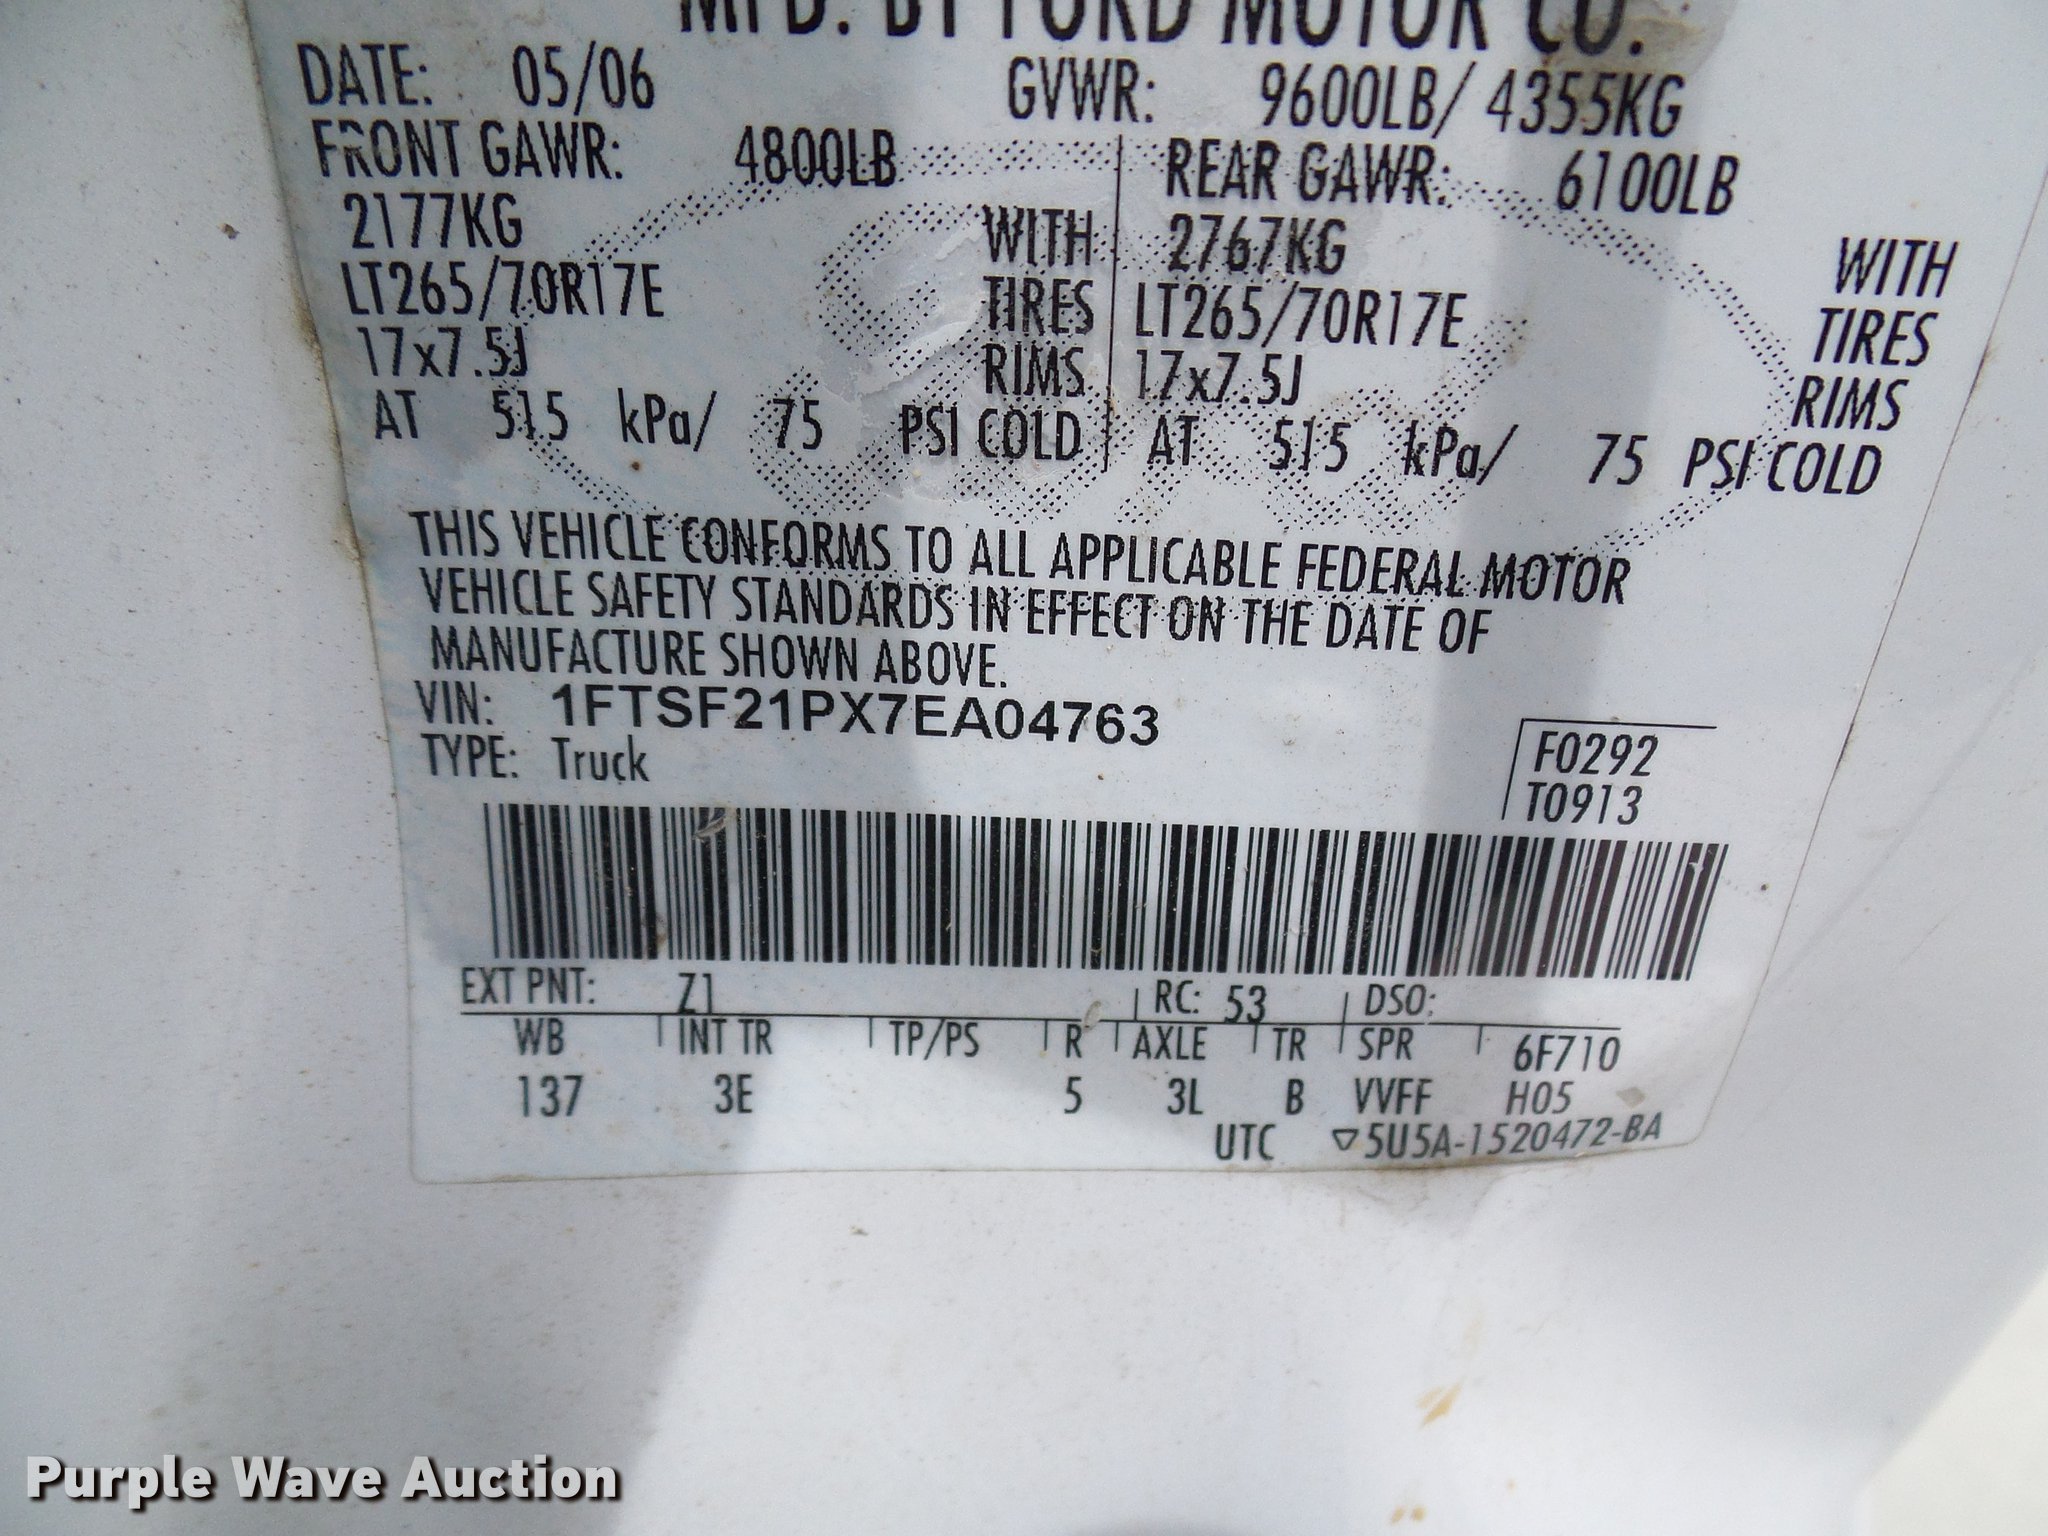 MFD. BY FORD MOTOR CO.
DATE: 05/06 GVWR: 9600LB/ 4355KG
FRONT GAWR: 4800LB REAR GAWR: 6100LB
2177KG WITH 2767KG WITH
LT265/70R17E TIRES LT265/70R17E TIRES
17x7.5J RIMS 17x7.5J RIMS
AT 515 kPa/ 75 PSI COLD AT 515 kPa/ 75 PSI COLD
THIS VEHICLE CONFORMS TO ALL APPLICABLE FEDERAL MOTOR
VEHICLE SAFETY STANDARDS IN EFFECT ON THE DATE OF
MANUFACTURE SHOWN ABOVE.
VIN: 1FTSF21PX7EA04763
TYPE: Truck
F0292
T0913
EXT PNT: Z1 RC: 53 DSO:
WB INT TR TP/PS R AXLE TR SPR 6F710
137 3E 5 3L B VVFF H05
UTC ▽5U5A-1520472-BA
Purple Wave Auction